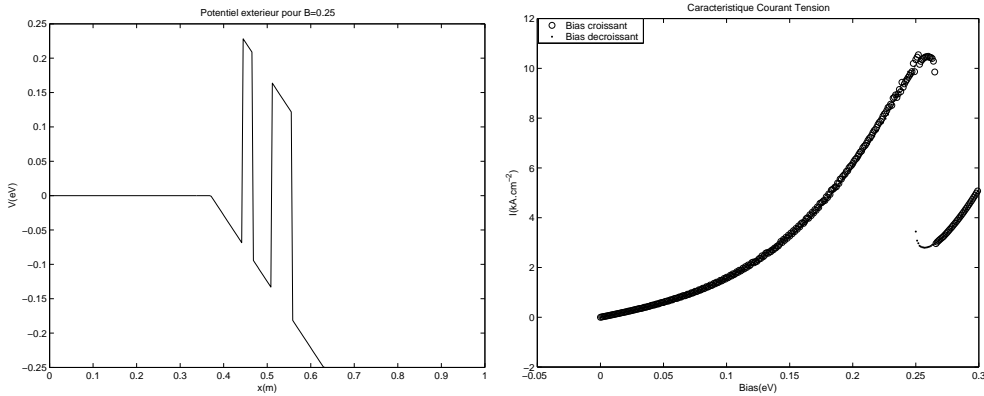 Potentiel exterieur pour B=0.25
V(eV)
0.25
0.2
0.15
0.1
0.05
0
−0.05
−0.1
−0.15
−0.2
−0.25
0 0.1 0.2 0.3 0.4 0.5 0.6 0.7 0.8 0.9 1
x(m)
Caracteristique Courant Tension
Bias croissant
Bias decroissant
I(kA.cm−2)
12
10
8
6
4
2
0
−2
−0.05 0 0.05 0.1 0.15 0.2 0.25 0.3
Bias(eV)